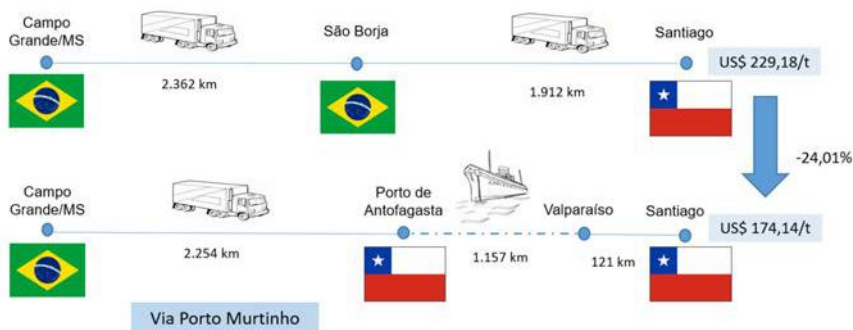 Campo
Grande/MS
São Borja
Santiago
US$ 229,18/t
2.362 km
1.912 km
-24,01%
Campo
Grande/MS
Porto de
Antofagasta
Valparaíso
Santiago
US$ 174,14/t
2.254 km
1.157 km
121 km
Via Porto Murtinho